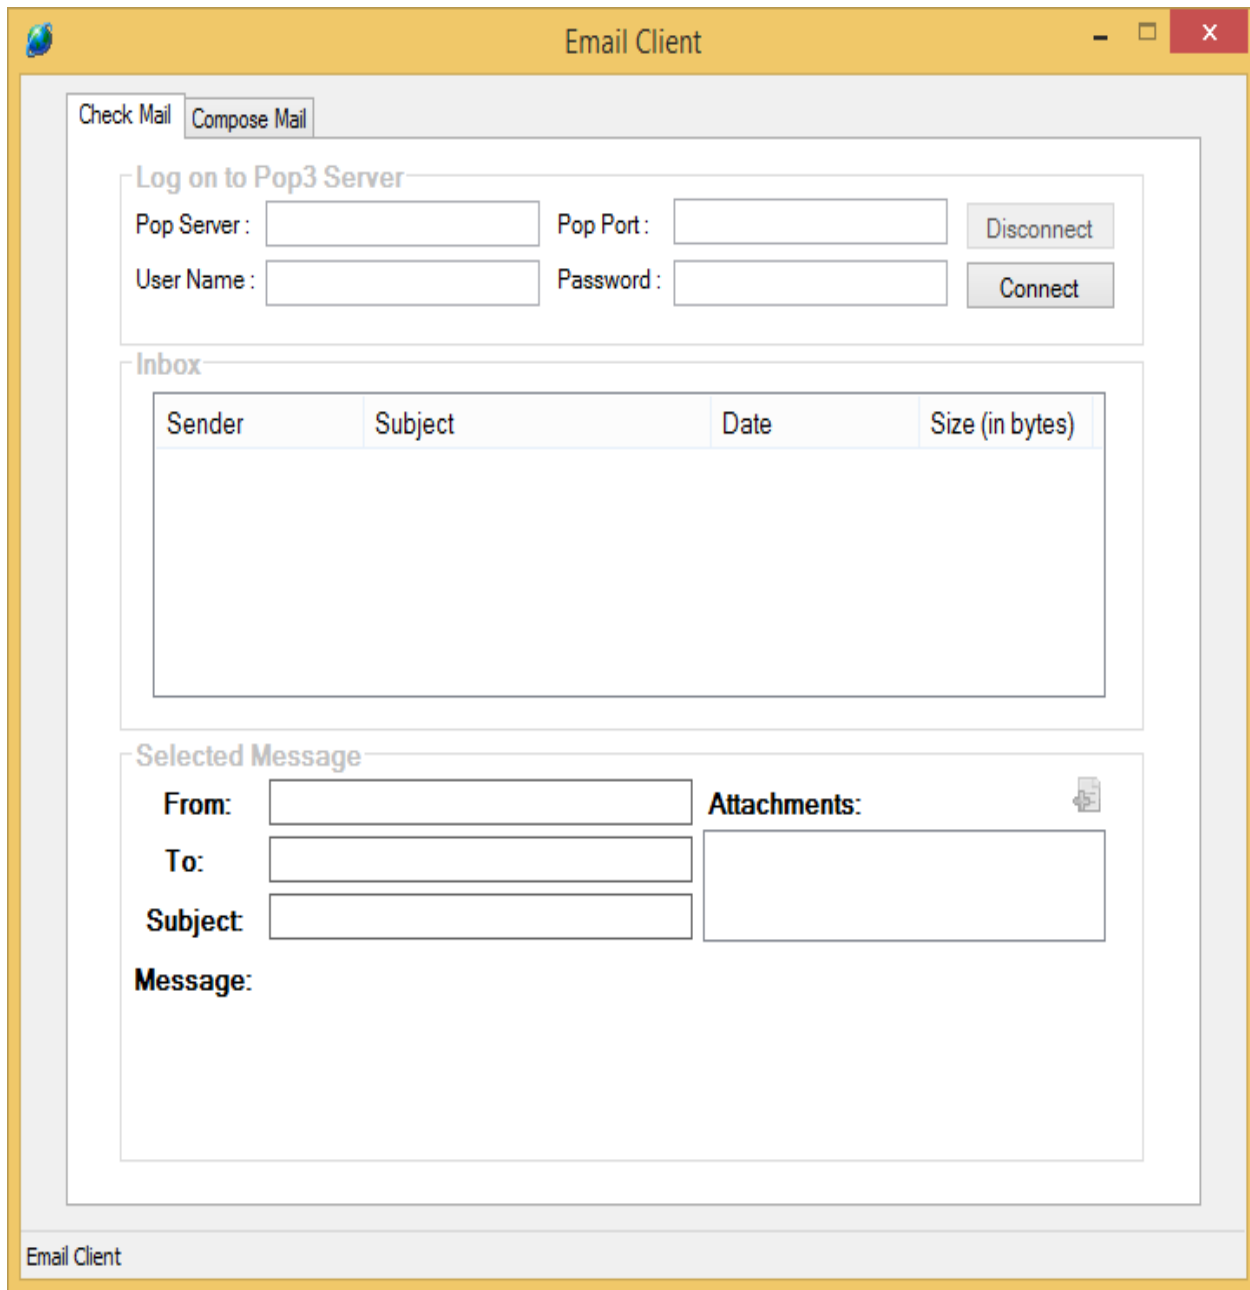 Email Client
Check Mail Compose Mail
Log on to Pop3 Server
Pop Server : Pop Port : Disconnect
User Name : Password : Connect
Inbox
Sender Subject Date Size (in bytes)
Selected Message
From: Attachments:
To:
Subject:
Message:
Email Client